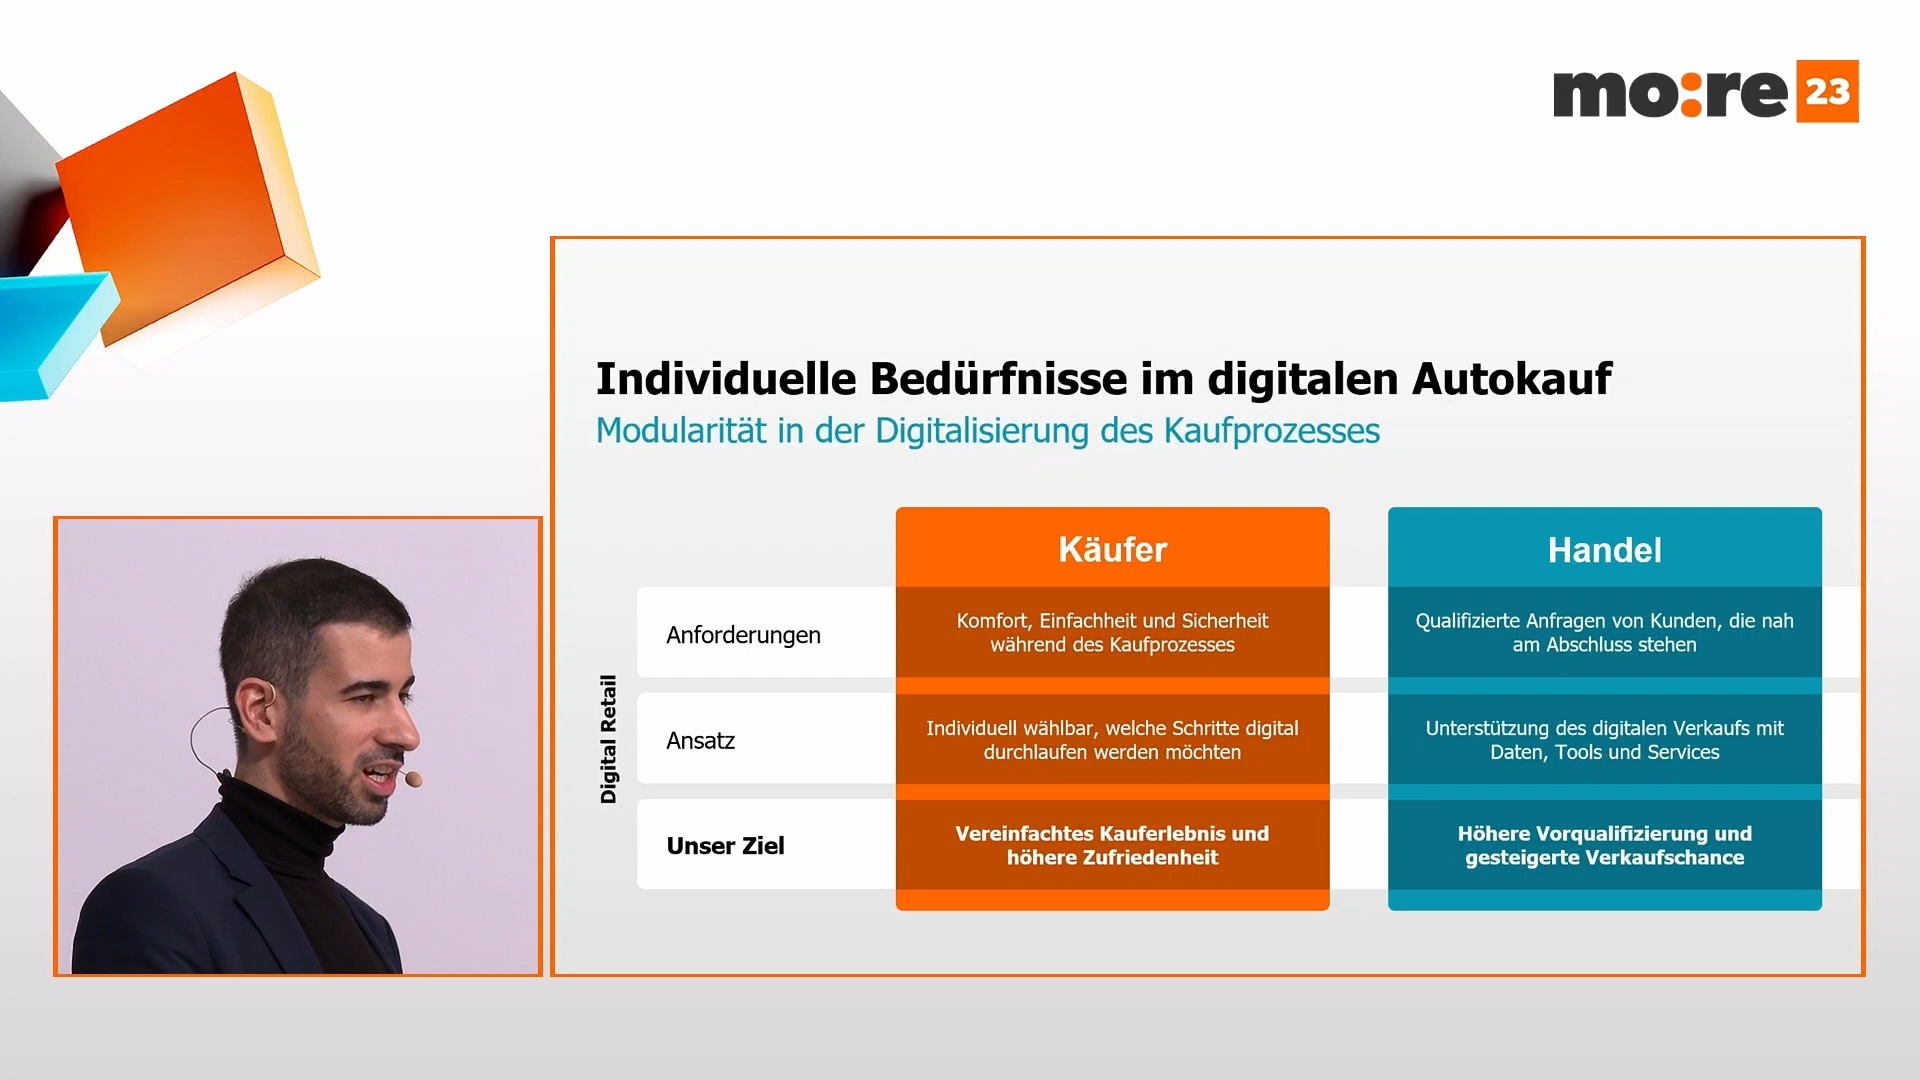 mo:re 23
Individuelle Bedürfnisse im digitalen Autokauf
Modularität in der Digitalisierung des Kaufprozesses
Käufer
Handel
Digital Retail
Anforderungen
Komfort, Einfachheit und Sicherheit
während des Kaufprozesses
Qualifizierte Anfragen von Kunden, die nah
am Abschluss stehen
Ansatz
Individuell wählbar, welche Schritte digital
durchlaufen werden möchten
Unterstützung des digitalen Verkaufs mit
Daten, Tools und Services
Unser Ziel
Vereinfachtes Kauferlebnis und
höhere Zufriedenheit
Höhere Vorqualifizierung und
gesteigerte Verkaufschance